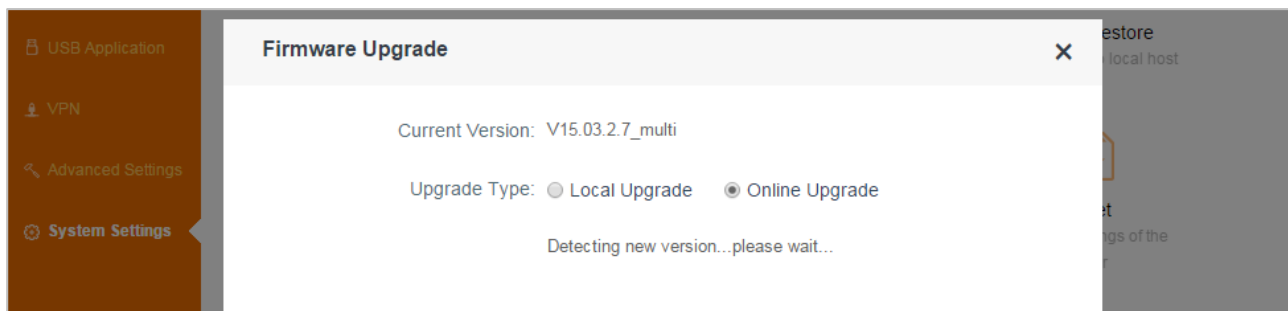 USB Application
VPN
Advanced Settings
System Settings
Firmware Upgrade
Current Version: V15.03.2.7_multi
Upgrade Type: Local Upgrade Online Upgrade
Detecting new version...please wait...
estore
local host
et
ngs of the
r